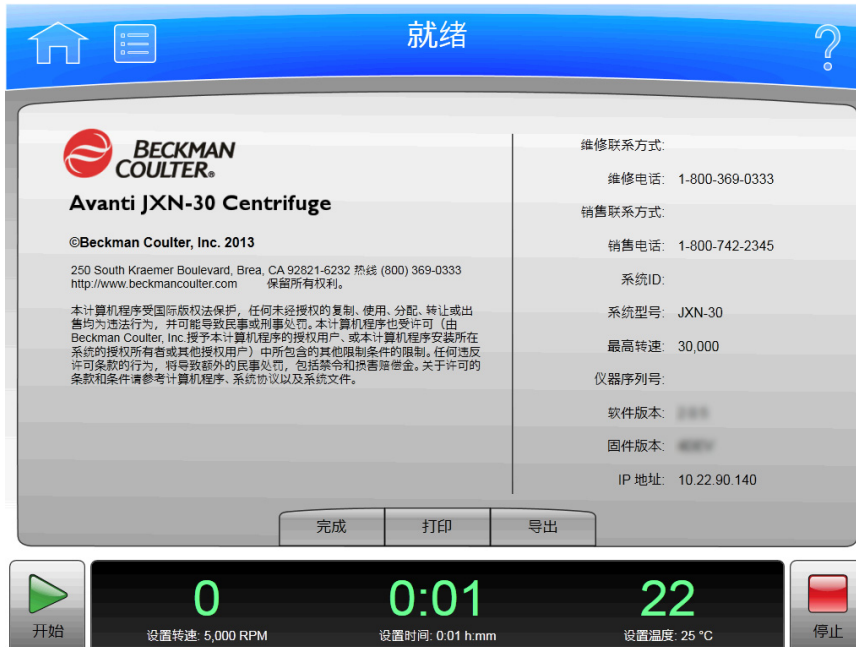 就绪
BECKMAN
COULTER®
Avanti JXN-30 Centrifuge
©Beckman Coulter, Inc. 2013
250 South Kraemer Boulevard, Brea, CA 92821-6232 热线 (800) 369-0333
http://www.beckmancoulter.com 保留所有权利。
本计算机程序受国际版权法保护，任何未经授权的复制、使用、分配、转让或出
售均为违法行为，并可能导致民事或刑事处罚。本计算机程序也受许可（由
Beckman Coulter, Inc.授予本计算机程序的授权用户、或本计算机程序安装所在
系统的授权所有者或其他授权用户）中所包含的其他限制条件的限制。任何违反
许可条款的行为，将导致额外的民事处罚，包括禁令和损害赔偿金。关于许可的
条款和条件请参考计算机程序、系统协议以及系统文件。
维修联系方式:
维修电话: 1-800-369-0333
销售联系方式:
销售电话: 1-800-742-2345
系统ID:
系统型号: JXN-30
最高转速: 30,000
仪器序列号:
软件版本:
固件版本:
IP 地址: 10.22.90.140
完成 打印 导出
开始
0 0:01 22
设置转速: 5,000 RPM 设置时间: 0:01 h:mm 设置温度: 25 °C
停止